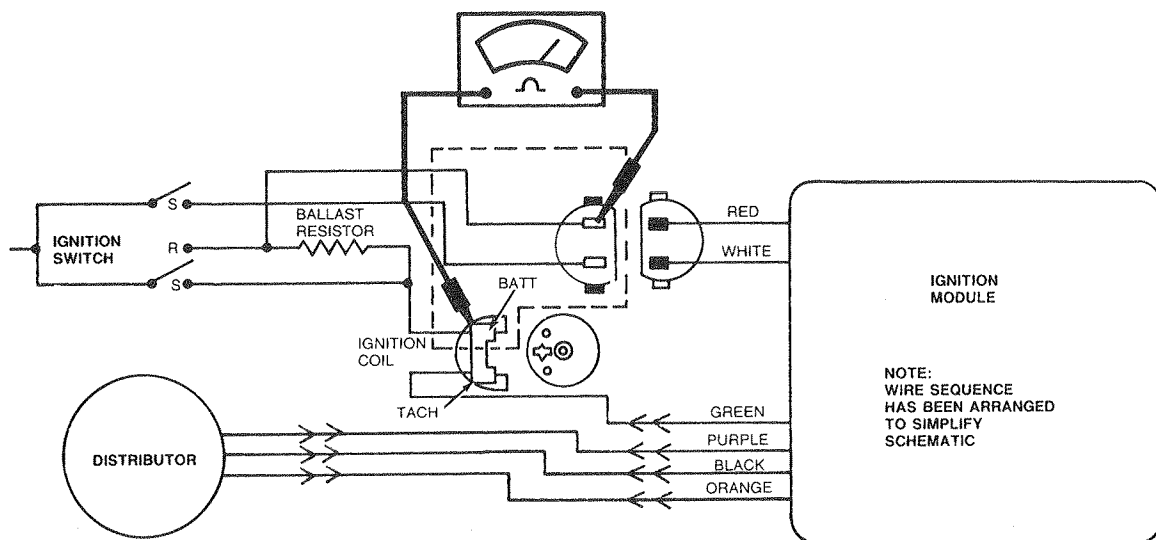 S
IGNITION
SWITCH
R
S
BALLAST
RESISTOR
BATT
IGNITION
COIL
TACH
RED
WHITE
IGNITION
MODULE
NOTE:
WIRE SEQUENCE
HAS BEEN ARRANGED
TO SIMPLIFY
SCHEMATIC
GREEN
PURPLE
BLACK
ORANGE
DISTRIBUTOR